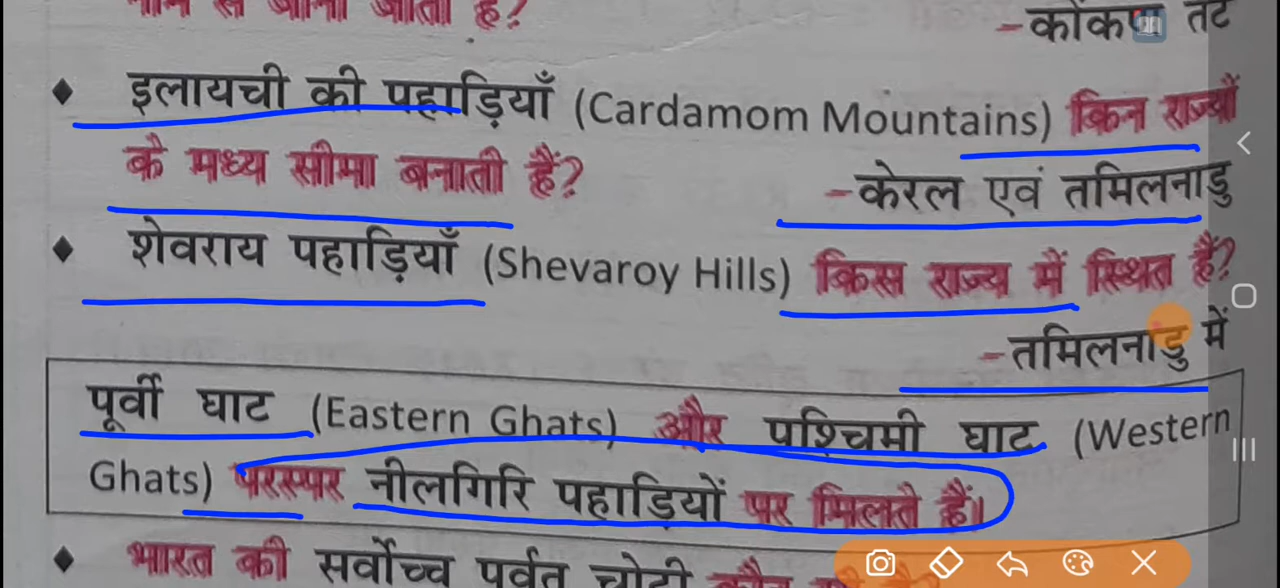 नाम से जाना जाता है?
-कोंकण तट
♦ इलायची की पहाड़ियाँ (Cardamom Mountains) किन राज्यों
के मध्य सीमा बनाती हैं? -केरल एवं तमिलनाडु
♦ शेवराय पहाड़ियाँ (Shevaroy Hills) किस राज्य में स्थित हैं?
-तमिलनाडु में
पूर्वी घाट (Eastern Ghats) और पश्चिमी घाट (Western
Ghats) परस्पर नीलगिरि पहाड़ियों पर मिलते हैं।
♦ भारत की सर्वोच्च पर्वत चोटी कौन